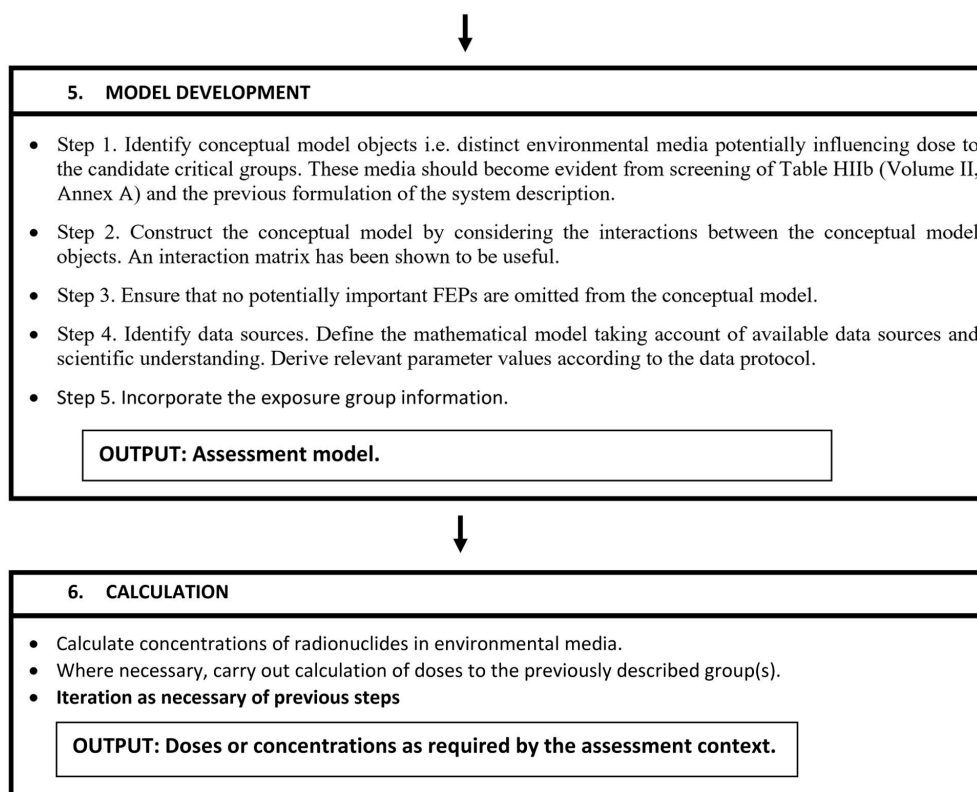 5. MODEL DEVELOPMENT
• Step 1. Identify conceptual model objects i.e. distinct environmental media potentially influencing dose to
the candidate critical groups. These media should become evident from screening of Table HIIb (Volume II,
Annex A) and the previous formulation of the system description.
• Step 2. Construct the conceptual model by considering the interactions between the conceptual model
objects. An interaction matrix has been shown to be useful.
• Step 3. Ensure that no potentially important FEPs are omitted from the conceptual model.
• Step 4. Identify data sources. Define the mathematical model taking account of available data sources and
scientific understanding. Derive relevant parameter values according to the data protocol.
• Step 5. Incorporate the exposure group information.
OUTPUT: Assessment model.
6. CALCULATION
• Calculate concentrations of radionuclides in environmental media.
• Where necessary, carry out calculation of doses to the previously described group(s).
• Iteration as necessary of previous steps
OUTPUT: Doses or concentrations as required by the assessment context.